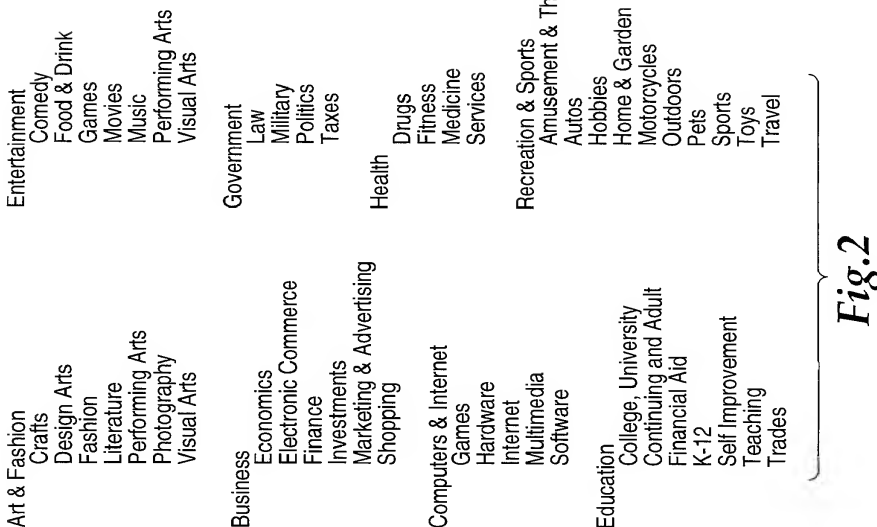 Art & Fashion
Crafts
Design Arts
Fashion
Literature
Performing Arts
Photography
Visual Arts
Business
Economics
Electronic Commerce
Finance
Investments
Marketing & Advertising
Shopping
Computers & Internet
Games
Hardware
Internet
Multimedia
Software
Education
College, University
Continuing and Adult
Financial Aid
K-12
Self Improvement
Teaching
Trades
Entertainment
Comedy
Food & Drink
Games
Movies
Music
Performing Arts
Visual Arts
Government
Law
Military
Politics
Taxes
Health
Drugs
Fitness
Medicine
Services
Recreation & Sports
Amusement &
Autos
Hobbies
Home & Garden
Motorcycles
Outdoors
Pets
Sports
Toys
Travel
Fig.2